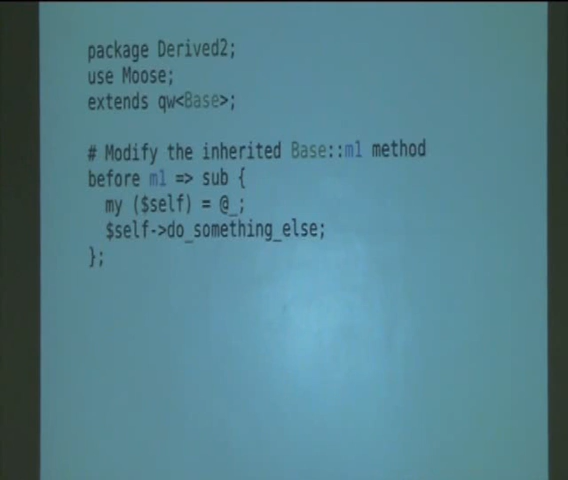 package Derived2;
use Moose;
extends qw<Base>;
# Modify the inherited Base::m1 method
before m1 => sub {
my ($self) = @_;
$self->do_something_else;
};